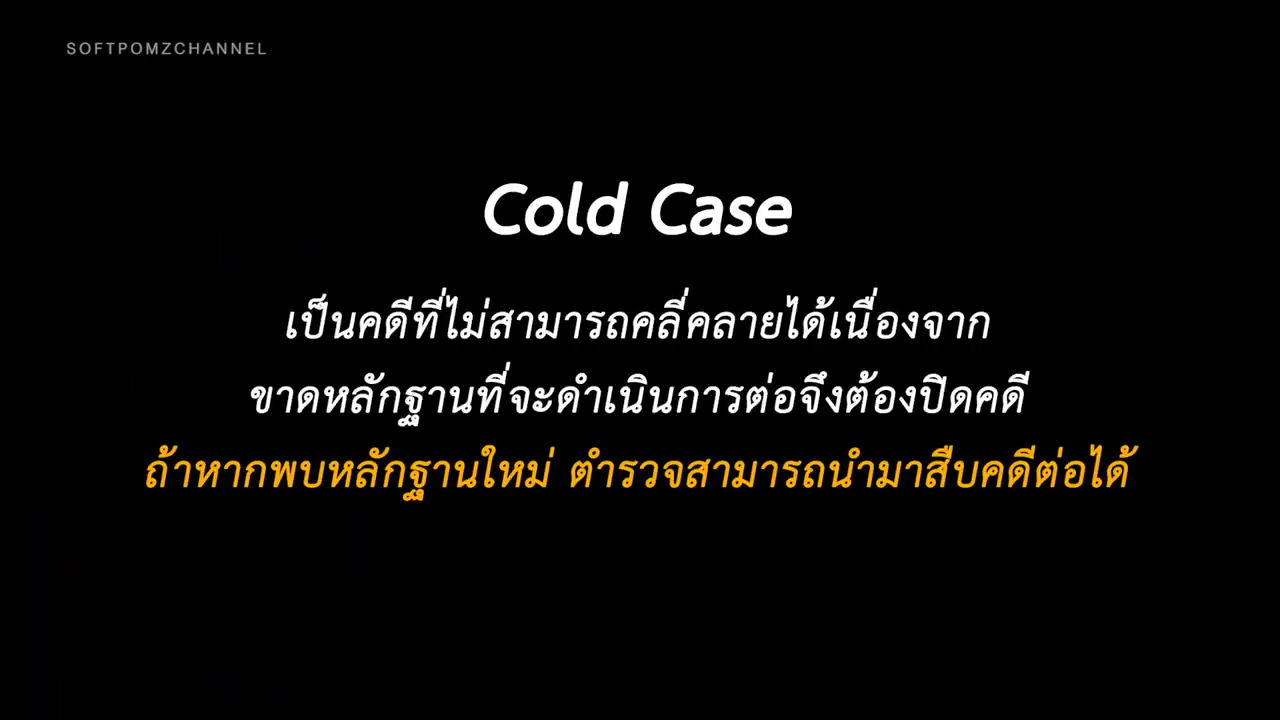 SOFTPOMZCHANNEL
Cold Case
เป็นคดีที่ไม่สามารถคลี่คลายได้เนื่องจาก
ขาดหลักฐานที่จะดำเนินการต่อจึงต้องปิดคดี
ถ้าหากพบหลักฐานใหม่ ตำรวจสามารถนำมาสืบคดีต่อได้